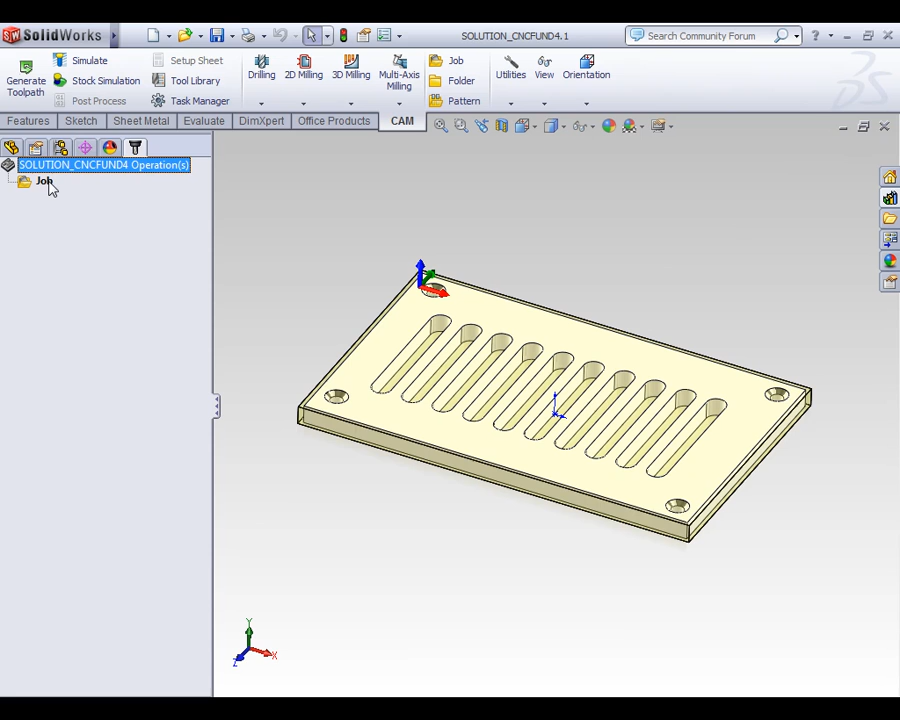 SW SolidWorks
SOLUTION_CNCFUND4.1
Search Community Forum
?
Generate Toolpath
Simulate
Stock Simulation
Post Process
Setup Sheet
Tool Library
Task Manager
Drilling
2D Milling
3D Milling
Multi-Axis Milling
Job
Folder
Pattern
Utilities
View
Orientation
Features Sketch Sheet Metal Evaluate DimXpert Office Products CAM
SOLUTION_CNCFUND4 Operation(s)
Job
Y
X
Z